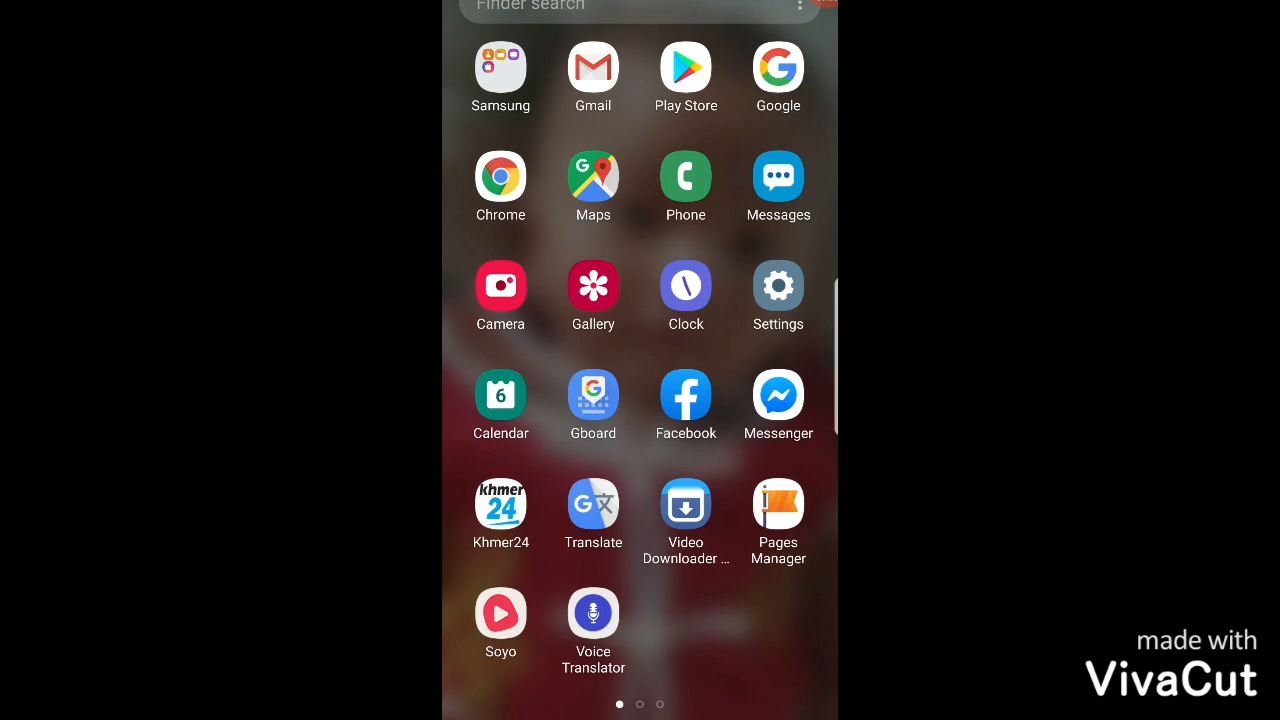 Finder search
Samsung
Gmail
Play Store
Google
Chrome
Maps
Phone
Messages
Camera
Gallery
Clock
Settings
6
Calendar
Gboard
Facebook
Messenger
khmer
24
Khmer24
Translate
Video
Downloader ...
Pages
Manager
Soyo
Voice
Translator
made with
VivaCut